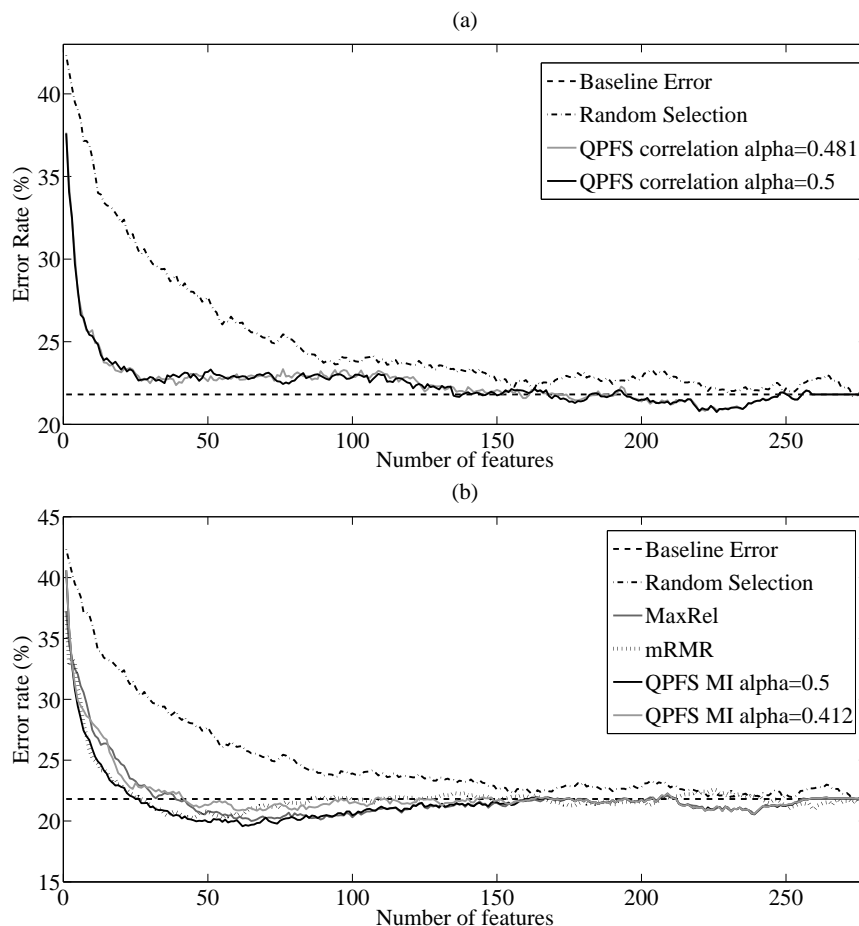 (a)
Error Rate (%)
40
35
30
25
20
0
50
100
150
200
250
Number of features
Baseline Error
Random Selection
QPFS correlation alpha=0.481
QPFS correlation alpha=0.5
(b)
Error rate (%)
45
40
35
30
25
20
15
0
50
100
150
200
250
Number of features
Baseline Error
Random Selection
MaxRel
mRMR
QPFS MI alpha=0.5
QPFS MI alpha=0.412